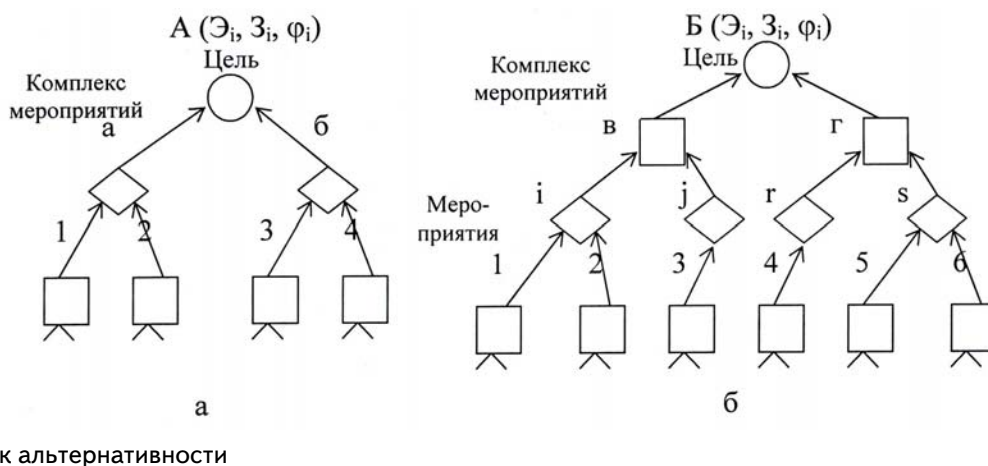 А (Эᵢ, Зᵢ, φᵢ)
Цель
Комплекс
мероприятий
а
б
1
2
3
4
а
Б (Эᵢ, Зᵢ, φᵢ)
Цель
Комплекс
мероприятий
в
г
Меро-
приятия
i
j
r
s
1
2
3
4
5
6
б
к альтернативности